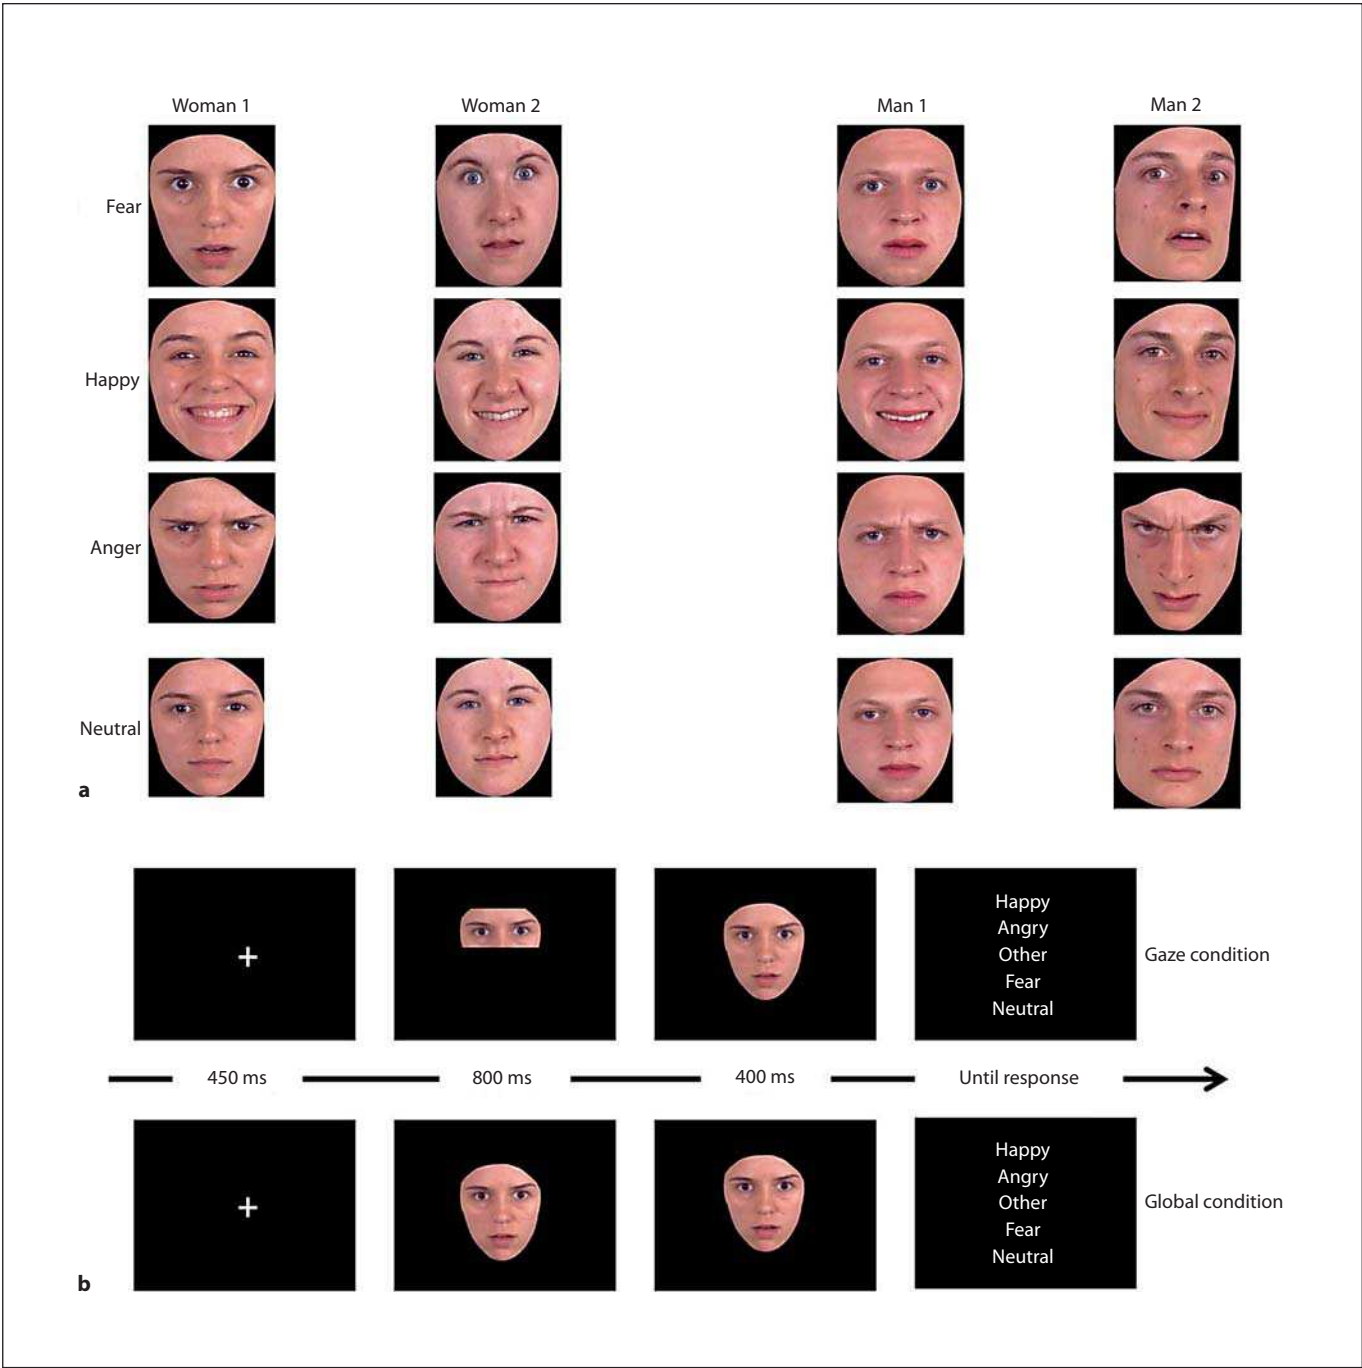 Woman 1
Woman 2
Man 1
Man 2
Fear
Happy
Anger
Neutral
a
Happy
Angry
Other
Fear
Neutral
Gaze condition
450 ms
800 ms
400 ms
Until response
Happy
Angry
Other
Fear
Neutral
Global condition
b